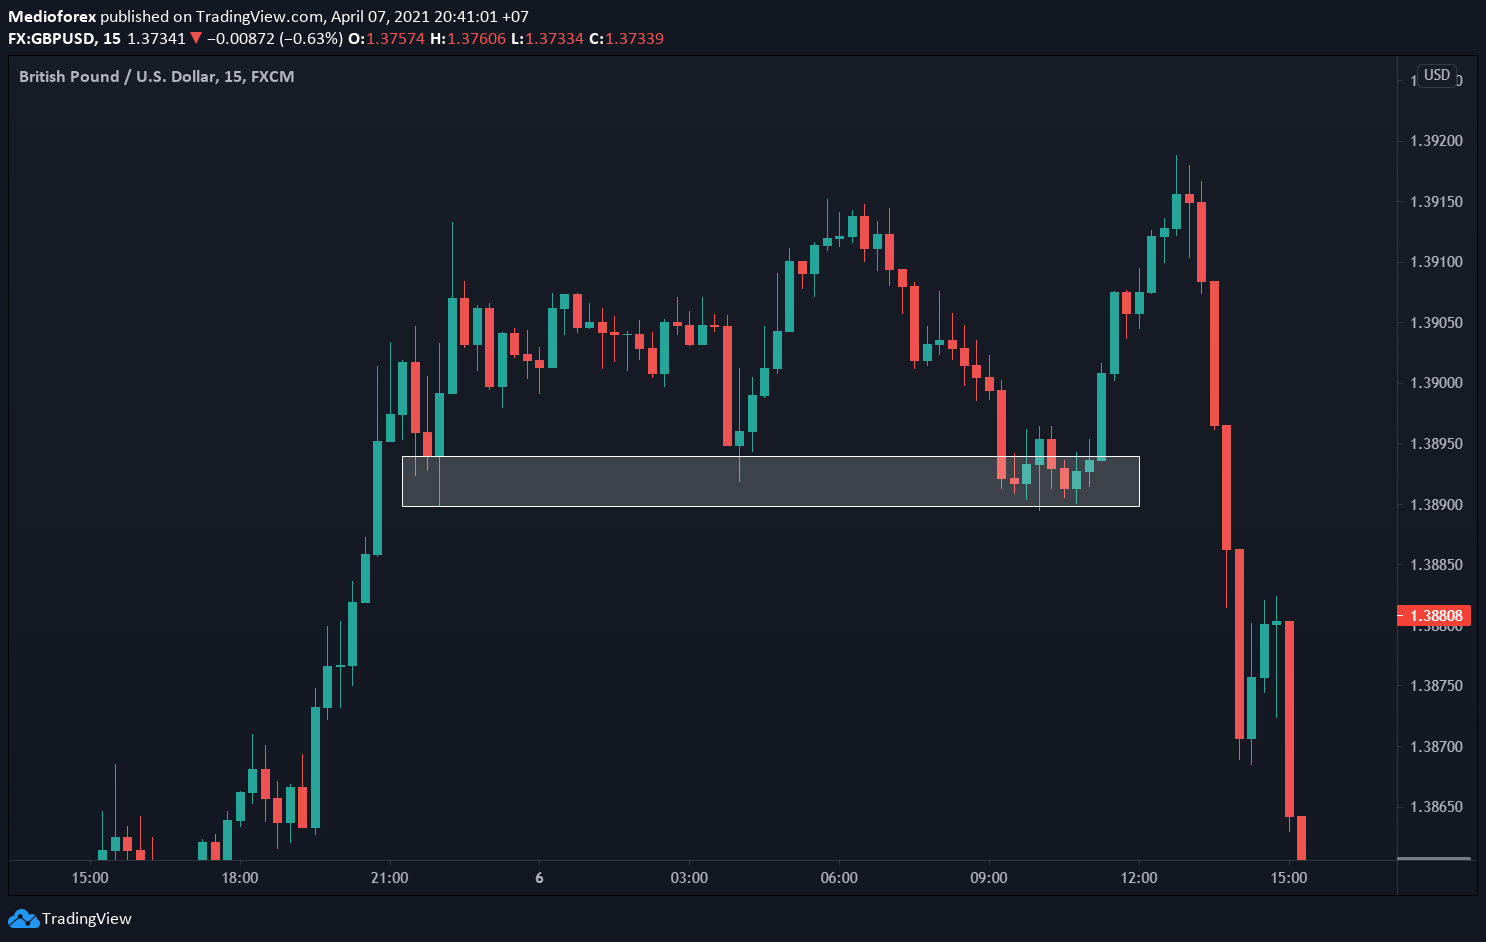 Medioforex published on TradingView.com, April 07, 2021 20:41:01 +07
FX:GBPUSD, 15 1.37341 ▼ −0.00872 (−0.63%) O:1.37574 H:1.37606 L:1.37334 C:1.37339
British Pound / U.S. Dollar, 15, FXCM
USD
1.39200
1.39150
1.39100
1.39050
1.39000
1.38950
1.38900
1.38850
1.38808
1.38800
1.38750
1.38700
1.38650
15:00 18:00 21:00 6 03:00 06:00 09:00 12:00 15:00
TradingView